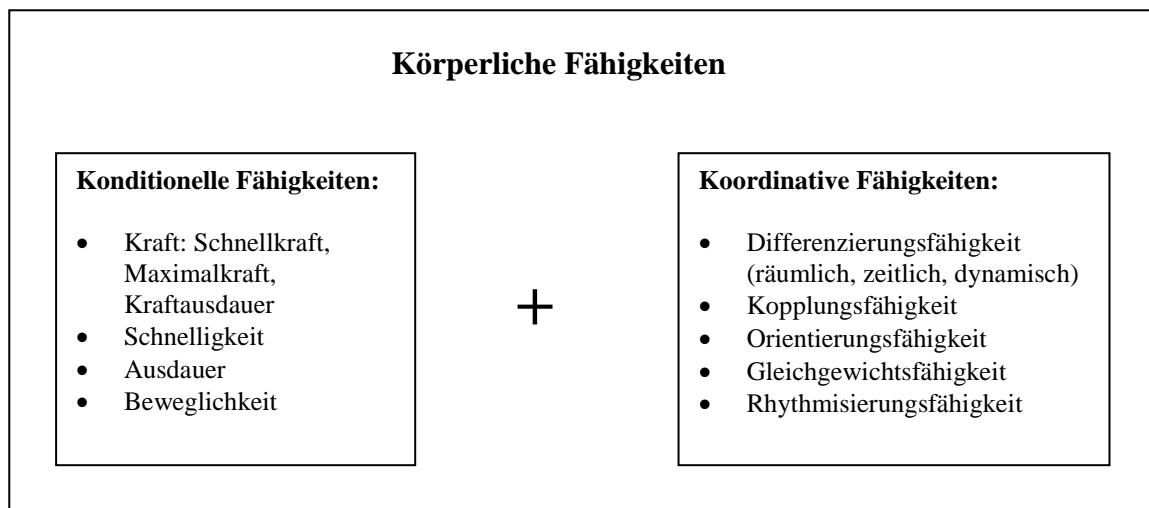 Körperliche Fähigkeiten
Konditionelle Fähigkeiten:
• Kraft: Schnellkraft,
Maximalkraft,
Kraftausdauer
• Schnelligkeit
• Ausdauer
• Beweglichkeit
+
Koordinative Fähigkeiten:
• Differenzierungsfähigkeit
(räumlich, zeitlich, dynamisch)
• Kopplungsfähigkeit
• Orientierungsfähigkeit
• Gleichgewichtsfähigkeit
• Rhythmisierungsfähigkeit